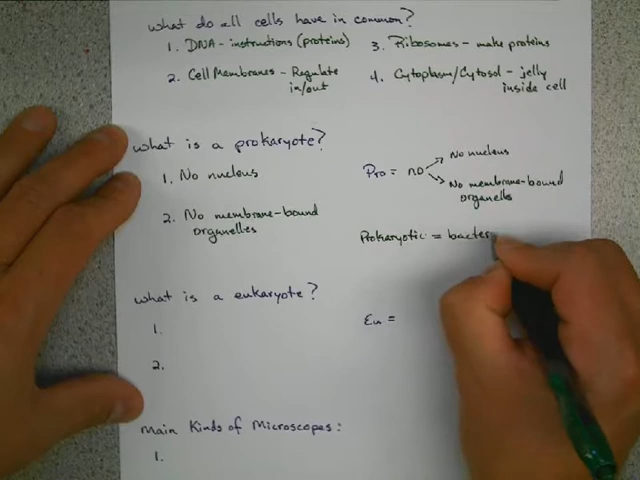 What do all cells have in common?
1. DNA - instructions (proteins)
3. Ribosomes - make proteins
2. Cell Membranes - Regulate
in/out
4. Cytoplasm/Cytosol - jelly
inside cell
What is a prokaryote?
1. No nucleus
Pro = no
No nucleus
No membrane-bound
organelles
2. No membrane-bound
organelles
Prokaryotic = bacter
What is a eukaryote?
1.
Eu =
2.
Main Kinds of Microscopes:
1.